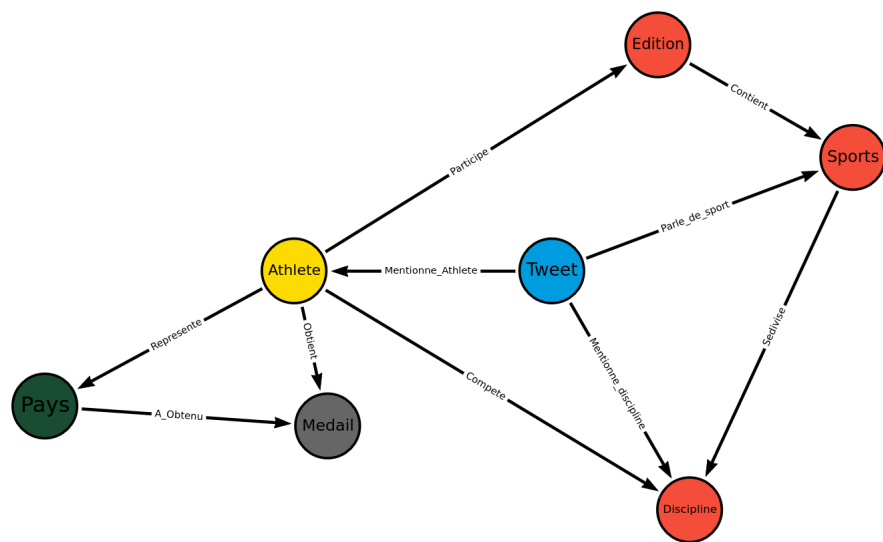 Edition
Contient
Sports
Participe
Parle_de_sport
Athlete
Mentionne_Athlete
Tweet
Represente
Obtient
Sedivise
Mentionne_discipline
Compete
Pays
A_Obtenu
Medail
Discipline